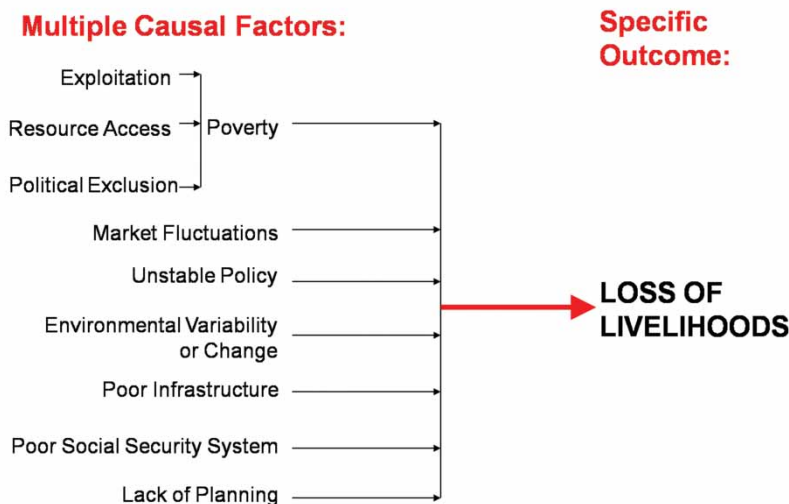 Multiple Causal Factors:
Specific
Outcome:
Exploitation
Resource Access
Poverty
Political Exclusion
Market Fluctuations
Unstable Policy
Environmental Variability
or Change
Poor Infrastructure
Poor Social Security System
Lack of Planning
LOSS OF
LIVELIHOODS